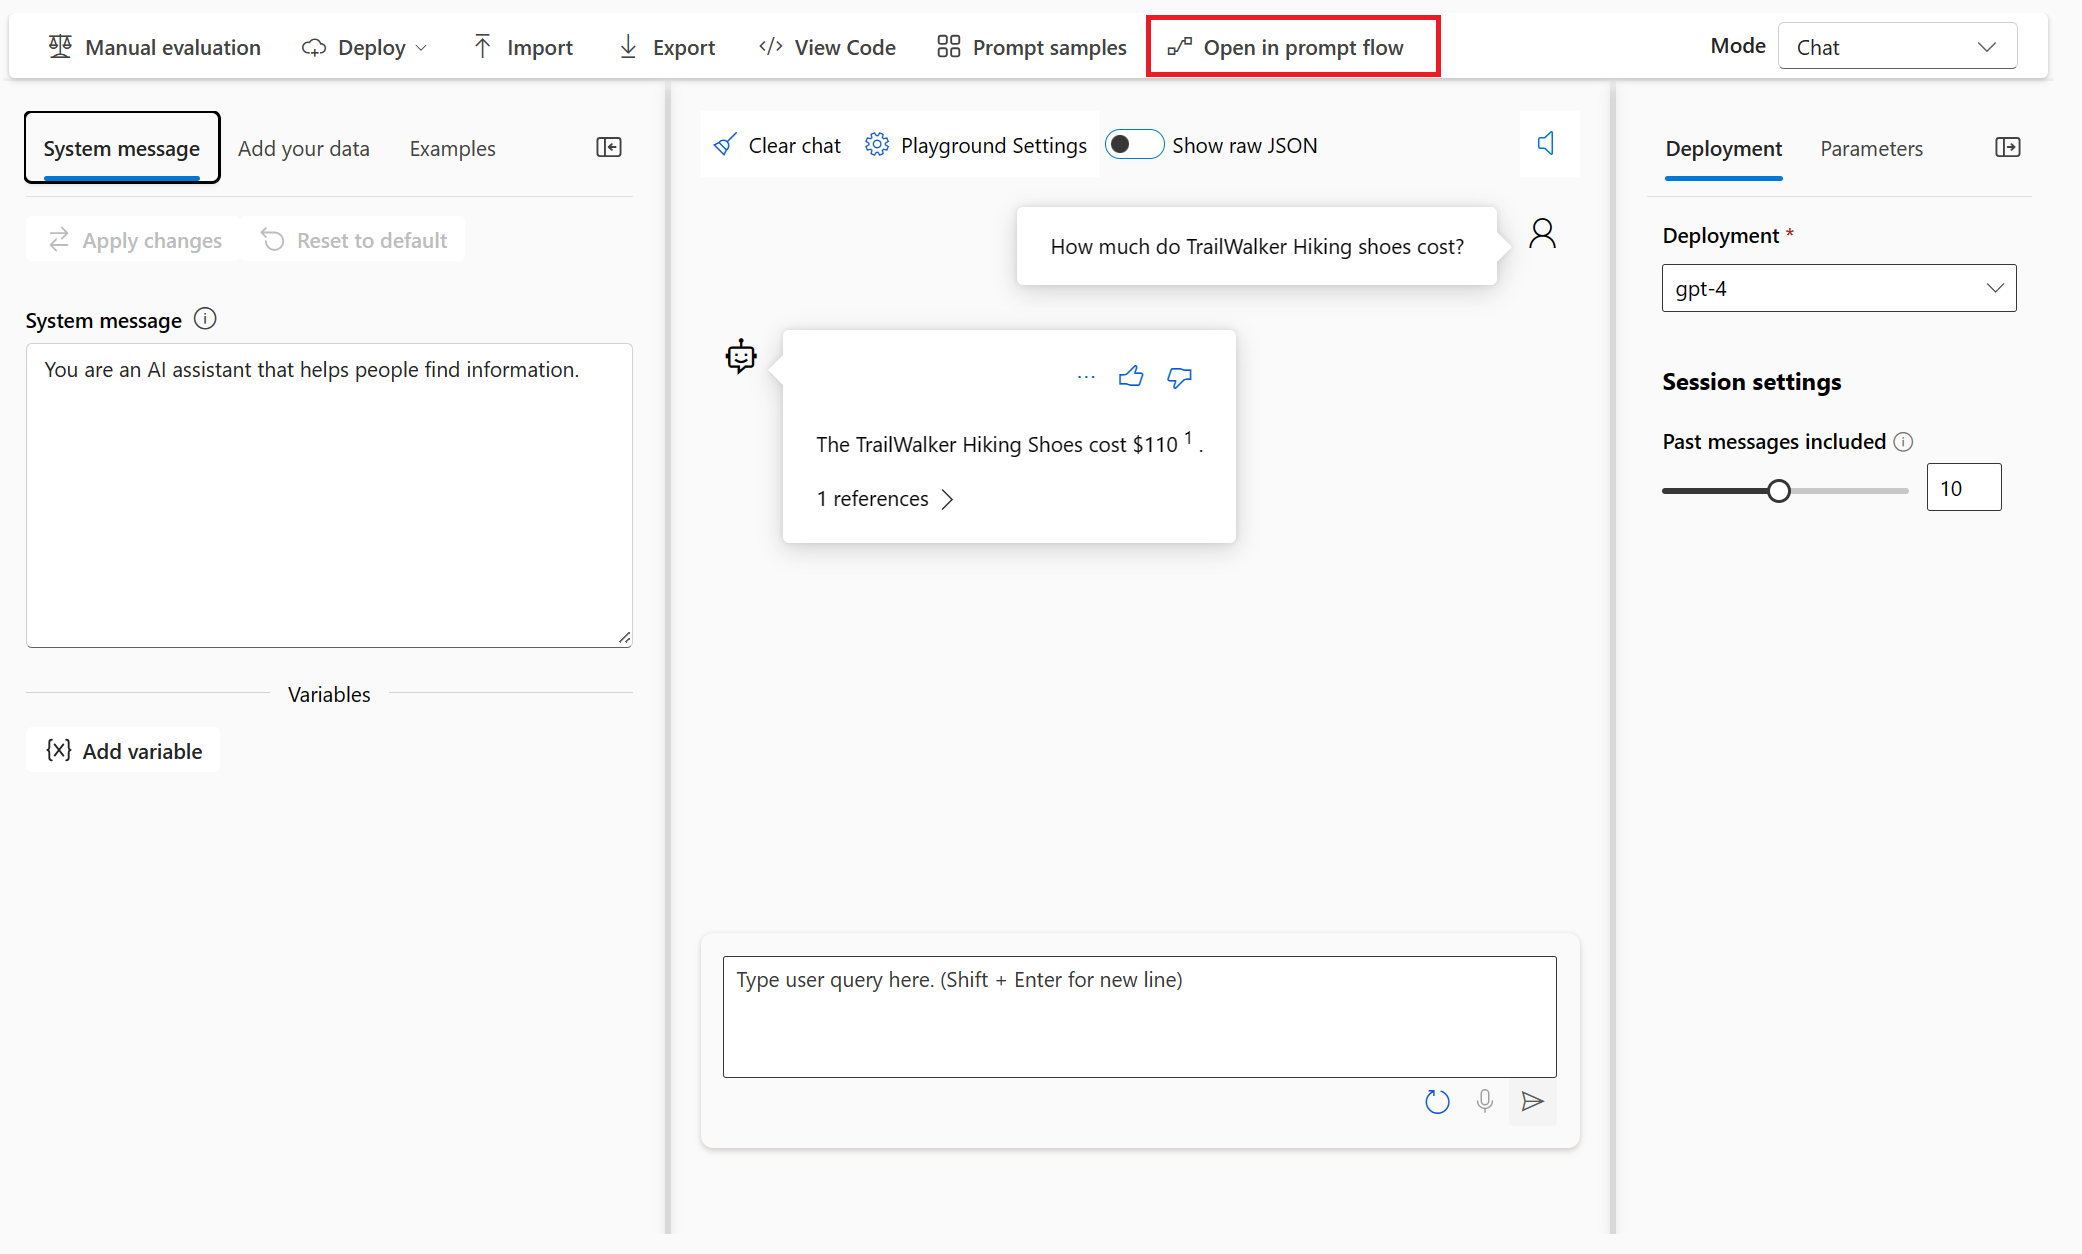 Manual evaluation
Deploy
Import
Export
View Code
Prompt samples
Open in prompt flow
Mode
Chat
System message
Add your data
Examples
Apply changes
Reset to default
System message
You are an AI assistant that helps people find information.
Variables
{x} Add variable
Clear chat
Playground Settings
Show raw JSON
How much do TrailWalker Hiking shoes cost?
The TrailWalker Hiking Shoes cost $110 1 .
1 references
Type user query here. (Shift + Enter for new line)
Deployment
Parameters
Deployment *
gpt-4
Session settings
Past messages included
10